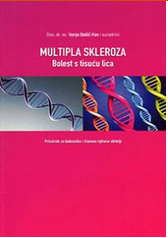 Doc. dr. sc. Vanja Bašić Kes i suradnici
MULTIPLA SKLEROZA
Bolest s tisuću lica
Priručnik za bolesnike i članove njihove obitelji